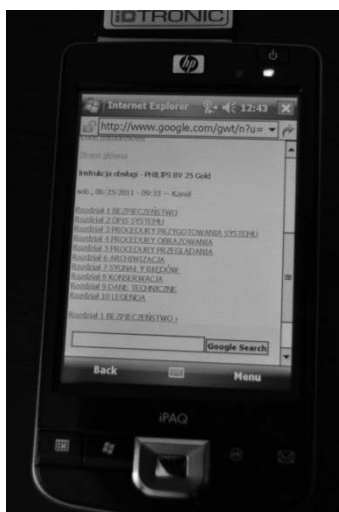 iDTRONIC
hp
Internet Explorer 12:43
http://www.google.com/gwt/n?u=
Strona główna
Instrukcja obsługi - PHILIPS BV 25 Gold
sob., 06/25/2011 - 09:33 — Kamil
Rozdział 1 BEZPIECZEŃSTWO
Rozdział 2 OPIS SYSTEMU
Rozdział 3 PROCEDURY PRZYGOTOWANIA SYSTEMU
Rozdział 4 PROCEDURY OBRAZOWANIA
Rozdział 5 PROCEDURY PRZEGLĄDANIA
Rozdział 6 ARCHIWIZACJA
Rozdział 7 SYGNAŁY BŁĘDÓW
Rozdział 8 KONSERWACJA
Rozdział 9 DANE TECHNICZNE
Rozdział 10 LEGENDA
Rozdział 1 BEZPIECZEŃSTWO ›
Google Search
Back Menu
iPAQ